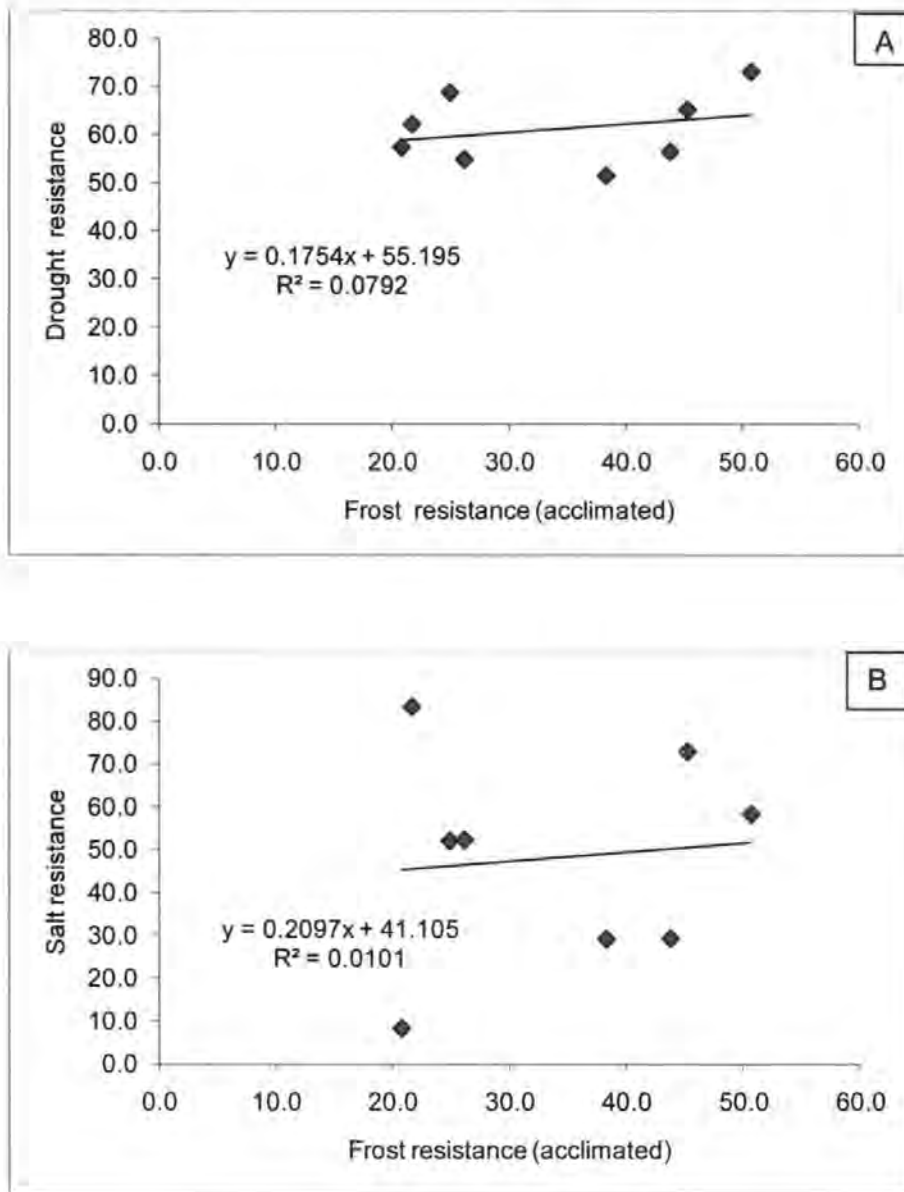 A
80.0
70.0
60.0
50.0
40.0
30.0
20.0
10.0
0.0
Drought resistance
y = 0.1754x + 55.195
R² = 0.0792
0.0 10.0 20.0 30.0 40.0 50.0 60.0
Frost resistance (acclimated)
B
90.0
80.0
70.0
60.0
50.0
40.0
30.0
20.0
10.0
0.0
Salt resistance
y = 0.2097x + 41.105
R² = 0.0101
0.0 10.0 20.0 30.0 40.0 50.0 60.0
Frost resistance (acclimated)